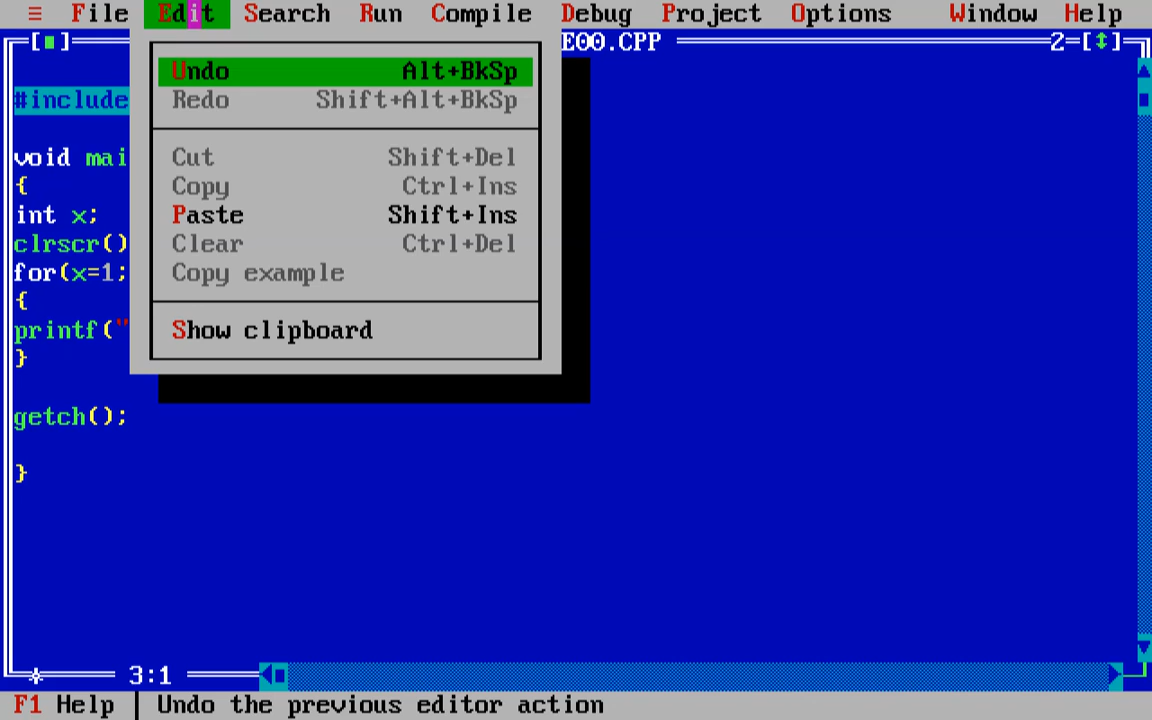 ≡ File Edit Search Run Compile Debug Project Options Window Help
[■] E00.CPP 2=[↕]
Undo Alt+BkSp
#include Redo Shift+Alt+BkSp
void mai Cut Shift+Del
{ Copy Ctrl+Ins
int x; Paste Shift+Ins
clrscr() Clear Ctrl+Del
for(x=1; Copy example
{
printf(" Show clipboard
}
getch();
}
3:1
F1 Help | Undo the previous editor action